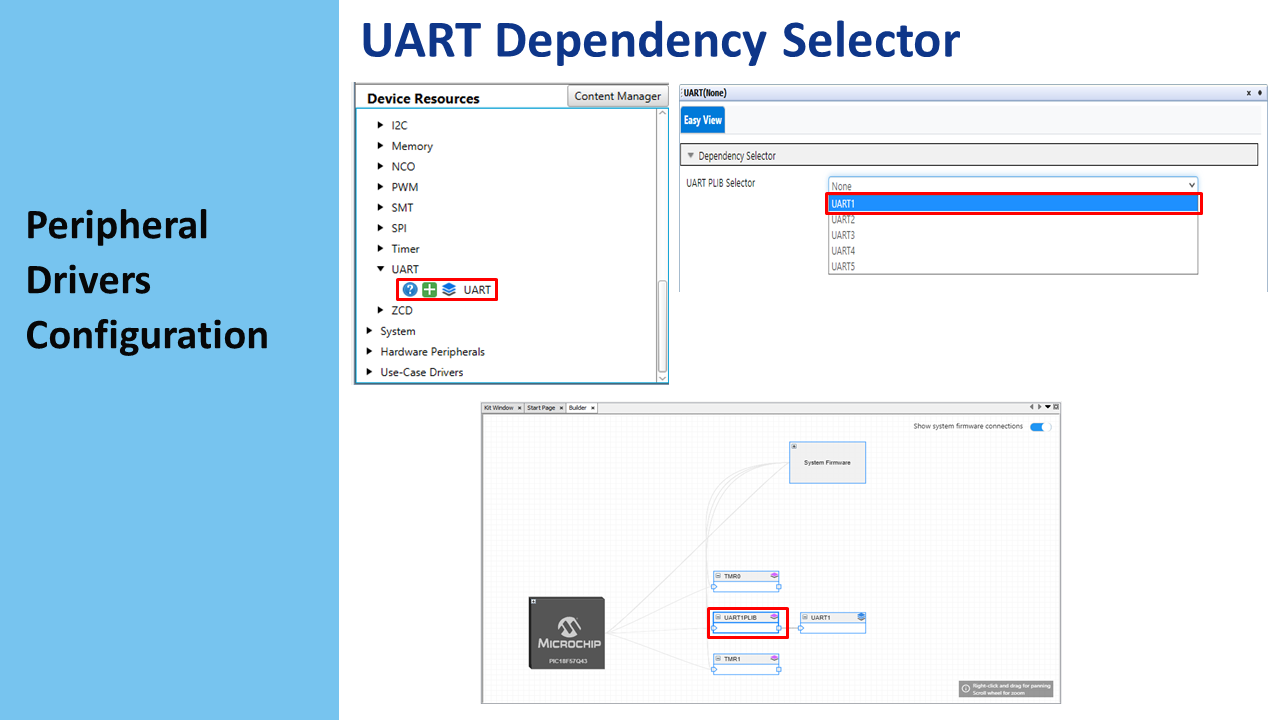 UART Dependency Selector
Peripheral
Drivers
Configuration
Device Resources
Content Manager
I2C
Memory
NCO
PWM
SMT
SPI
Timer
UART
UART
ZCD
System
Hardware Peripherals
Use-Case Drivers
UART(None)
Easy View
Dependency Selector
UART PLIB Selector
None
UART1
UART2
UART3
UART4
UART5
Kit Window
Start Page
Builder
Show system firmware connections
System Firmware
TMR0
UART1PLIB
UART1
TMR1
MICROCHIP
PIC18F57Q43
Right-click and drag for panning
Scroll wheel for zoom